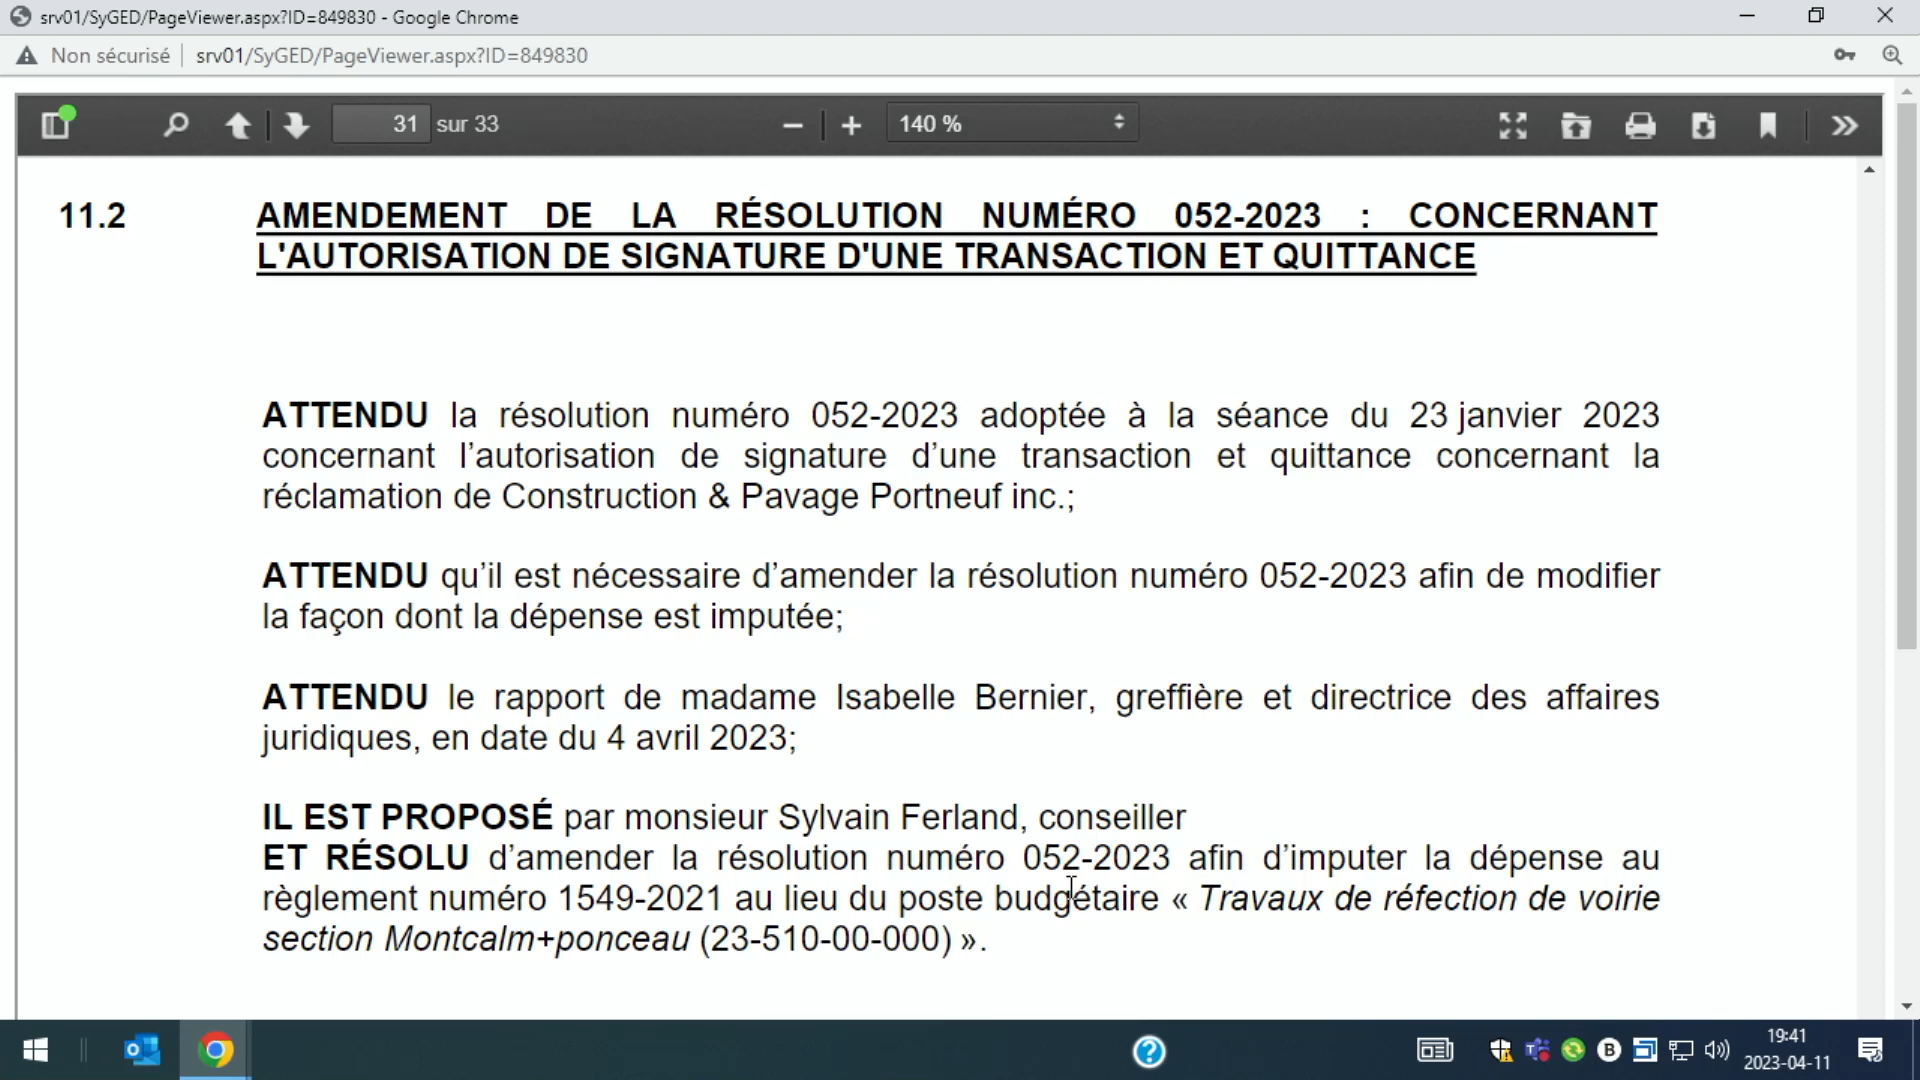 srv01/SyGED/PageViewer.aspx?ID=849830 - Google Chrome
Non sécurisé srv01/SyGED/PageViewer.aspx?ID=849830
31 sur 33 140 %
11.2 AMENDEMENT DE LA RÉSOLUTION NUMÉRO 052-2023 : CONCERNANT
L'AUTORISATION DE SIGNATURE D'UNE TRANSACTION ET QUITTANCE
ATTENDU la résolution numéro 052-2023 adoptée à la séance du 23 janvier 2023
concernant l’autorisation de signature d’une transaction et quittance concernant la
réclamation de Construction & Pavage Portneuf inc.;
ATTENDU qu’il est nécessaire d’amender la résolution numéro 052-2023 afin de modifier
la façon dont la dépense est imputée;
ATTENDU le rapport de madame Isabelle Bernier, greffière et directrice des affaires
juridiques, en date du 4 avril 2023;
IL EST PROPOSÉ par monsieur Sylvain Ferland, conseiller
ET RÉSOLU d’amender la résolution numéro 052-2023 afin d’imputer la dépense au
règlement numéro 1549-2021 au lieu du poste budgétaire « Travaux de réfection de voirie
section Montcalm+ponceau (23-510-00-000) ».
19:41
2023-04-11